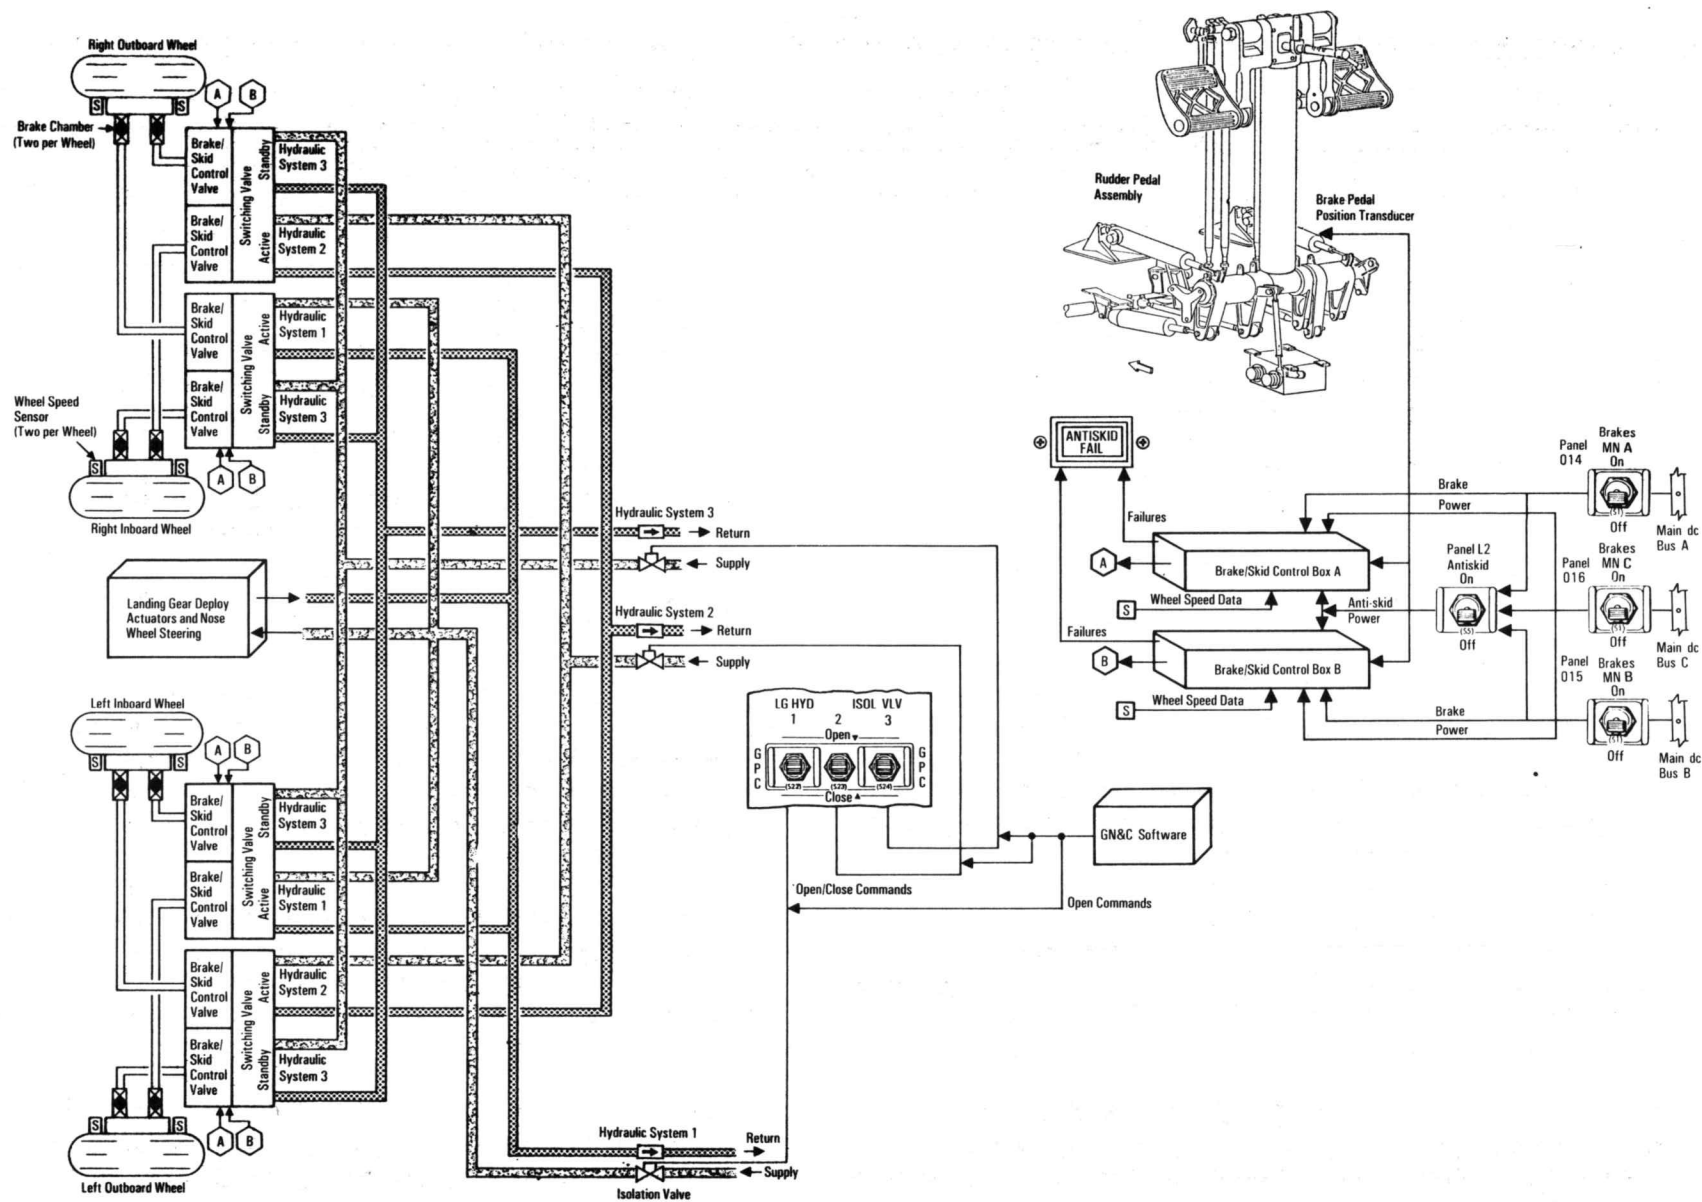 Right Outboard Wheel
S
S
A
B
Brake Chamber
(Two per Wheel)
Brake/
Skid
Control
Valve
Switching Valve
Standby
Hydraulic
System 3
Brake/
Skid
Control
Valve
Active
Hydraulic
System 2
Brake/
Skid
Control
Valve
Switching Valve
Active
Hydraulic
System 1
Brake/
Skid
Control
Valve
Standby
Hydraulic
System 3
Wheel Speed
Sensor
(Two per Wheel)
S
S
A
B
Right Inboard Wheel
Landing Gear Deploy
Actuators and Nose
Wheel Steering
Hydraulic System 3
Return
Supply
Hydraulic System 2
Return
Supply
Left Inboard Wheel
S
S
A
B
Brake/
Skid
Control
Valve
Switching Valve
Standby
Hydraulic
System 3
Brake/
Skid
Control
Valve
Active
Hydraulic
System 1
Brake/
Skid
Control
Valve
Switching Valve
Active
Hydraulic
System 2
Brake/
Skid
Control
Valve
Standby
Hydraulic
System 3
S
S
A
B
Left Outboard Wheel
Hydraulic System 1
Return
Supply
Isolation Valve
Rudder Pedal
Assembly
Brake Pedal
Position Transducer
ANTISKID
FAIL
Failures
A
Brake/Skid Control Box A
S
Wheel Speed Data
Failures
B
Brake/Skid Control Box B
S
Wheel Speed Data
Brake
Power
Anti-skid
Power
Brake
Power
Panel L2
Antiskid
On
(S5)
Off
Panel
014
Brakes
MN A
On
(S1)
Off
Main dc
Bus A
Panel
016
Brakes
MN C
On
(S1)
Off
Main dc
Bus C
Panel
015
Brakes
MN B
On
(S1)
Off
Main dc
Bus B
LG HYD ISOL VLV
1 2 3
Open
GPC
GPC
(S22) (S23) (S24)
Close
GN&C Software
Open/Close Commands
Open Commands